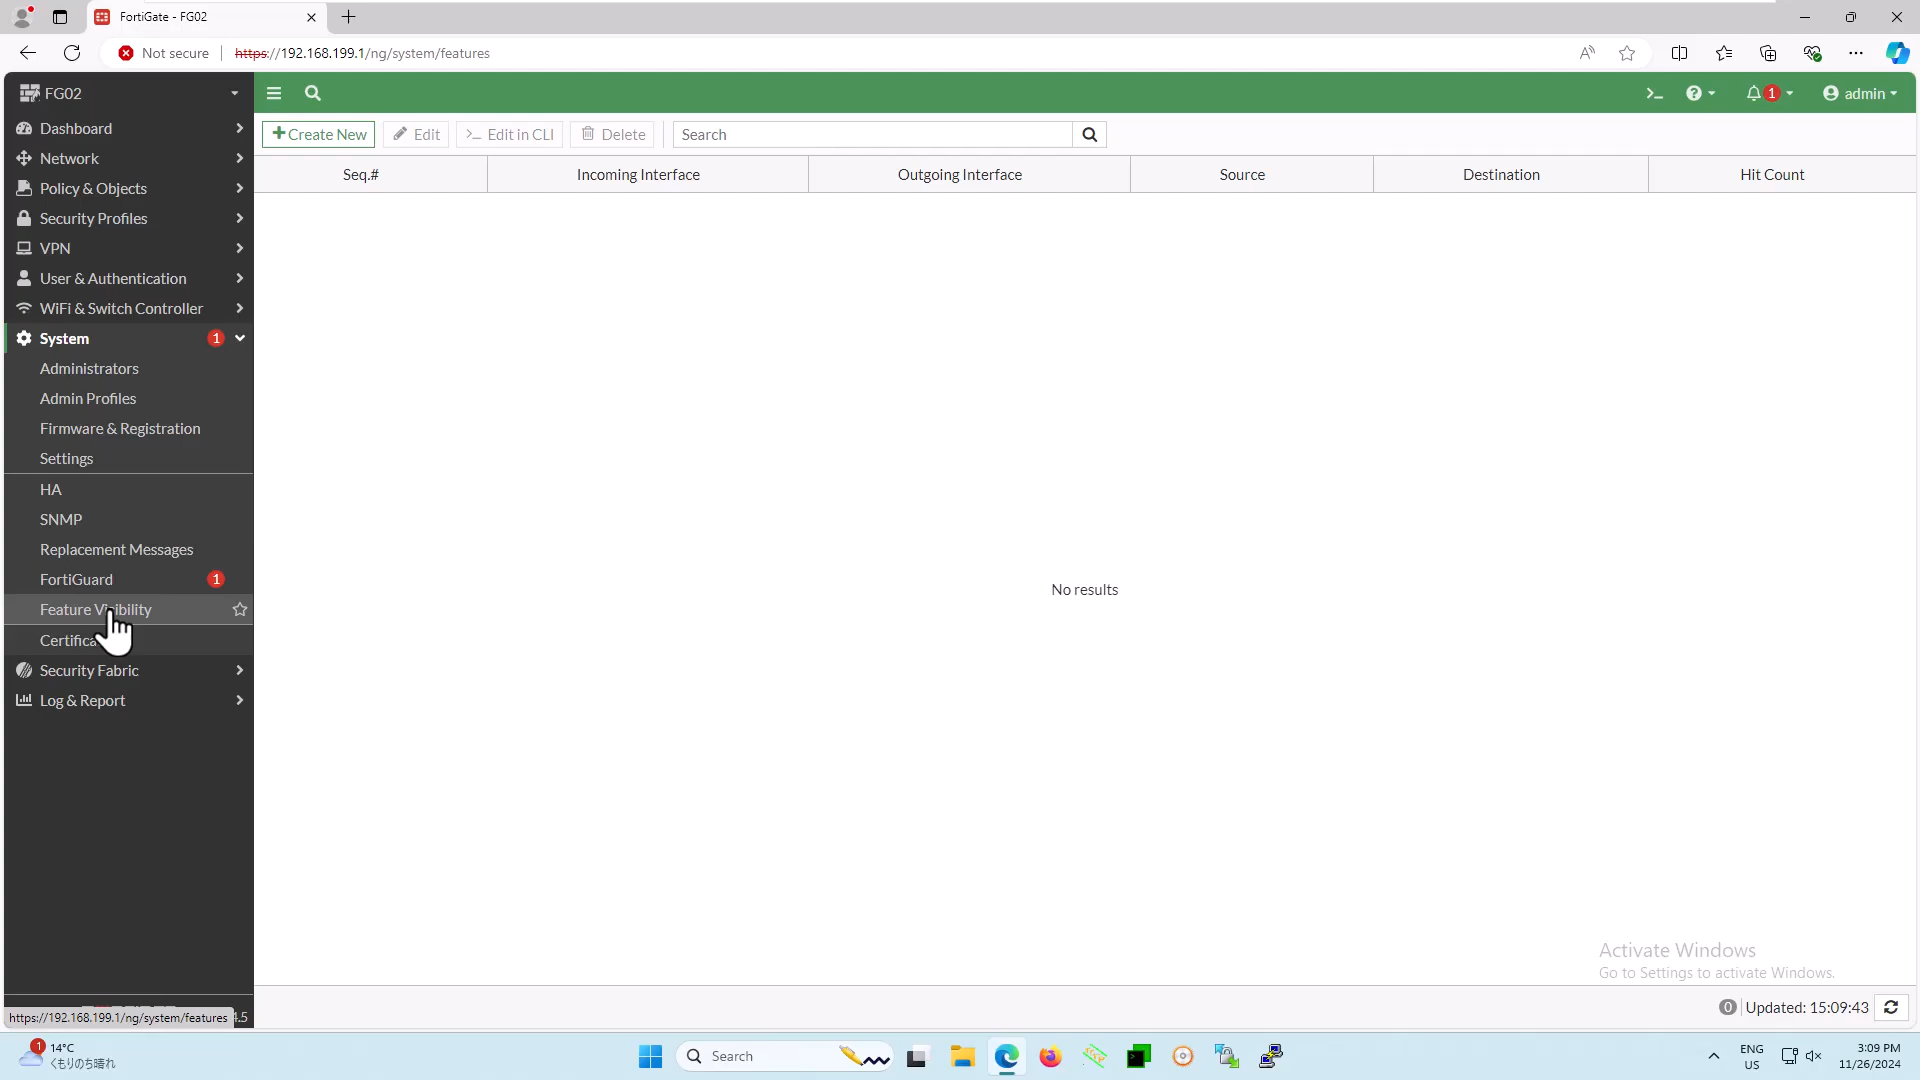 FortiGate - FG02
Not secure
https://192.168.199.1/ng/system/features
FG02
1
admin
Dashboard
Network
Policy & Objects
Security Profiles
VPN
User & Authentication
WiFi & Switch Controller
System
1
Administrators
Admin Profiles
Firmware & Registration
Settings
HA
SNMP
Replacement Messages
FortiGuard
1
Feature Visibility
Security Fabric
Log & Report
Create New
Edit
Edit in CLI
Delete
Search
Seq.#
Incoming Interface
Outgoing Interface
Source
Destination
Hit Count
No results
Activate Windows
Go to Settings to activate Windows.
0
Updated: 15:09:43
https://192.168.199.1/ng/system/features
4.5
1
14°C
くもりのち晴れ
Search
ENG
US
3:09 PM
11/26/2024